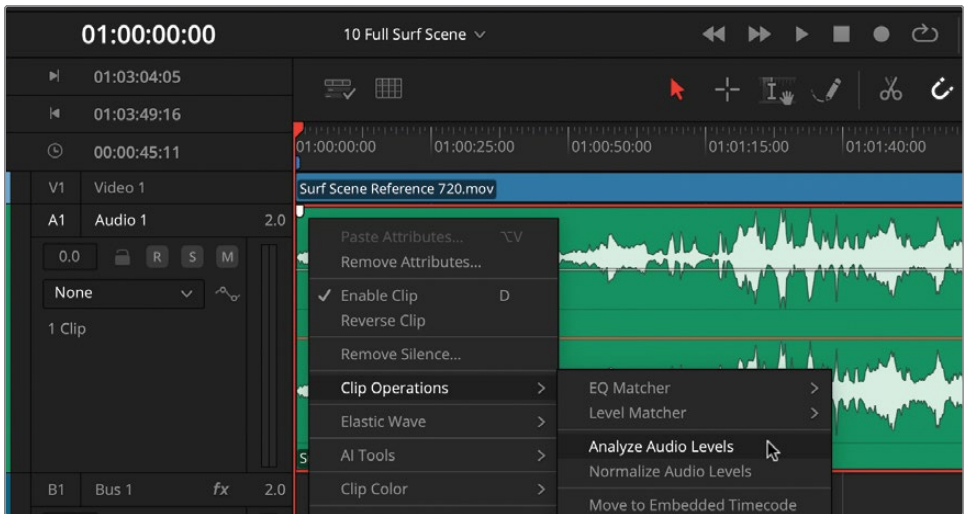 01:00:00:00
10 Full Surf Scene
01:03:04:05
01:03:49:16
00:00:45:11
01:00:00:00 01:00:25:00 01:00:50:00 01:01:15:00 01:01:40:00
V1 Video 1
Surf Scene Reference 720.mov
A1 Audio 1 2.0
0.0 R S M
None
1 Clip
Paste Attributes... ⌥V
Remove Attributes...
Enable Clip D
Reverse Clip
Remove Silence...
Clip Operations >
Elastic Wave >
AI Tools >
Clip Color >
EQ Matcher >
Level Matcher >
Analyze Audio Levels
Normalize Audio Levels
Move to Embedded Timecode
S
B1 Bus 1 fx 2.0